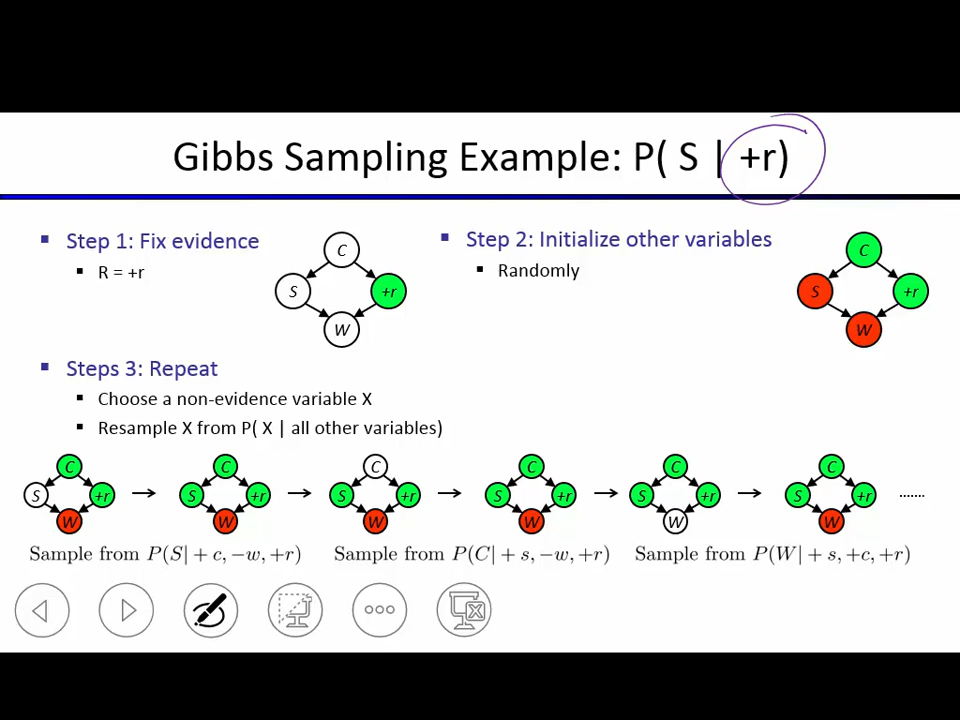 Gibbs Sampling Example: P( S | +r)
▪ Step 1: Fix evidence
▪ R = +r
C
S
+r
W
▪ Step 2: Initialize other variables
▪ Randomly
C
S
+r
W
▪ Steps 3: Repeat
▪ Choose a non-evidence variable X
▪ Resample X from P( X | all other variables)
C C C C C C
S +r S +r S +r S +r S +r S +r .......
W W W W W W
Sample from P(S| + c, −w, +r) Sample from P(C| + s, −w, +r) Sample from P(W| + s, +c, +r)